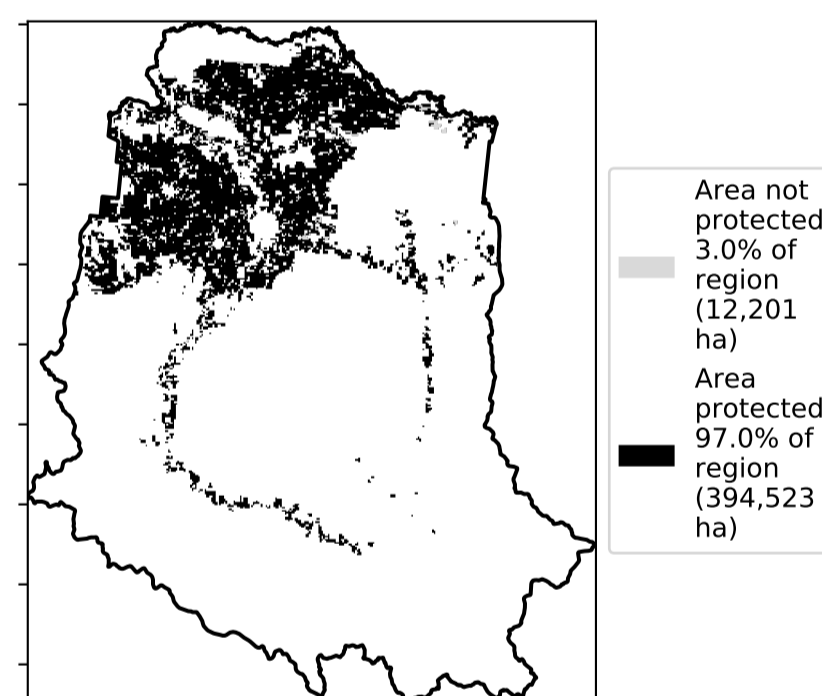 Area not
protected
3.0% of
region
(12,201
ha)
Area
protected
97.0% of
region
(394,523
ha)